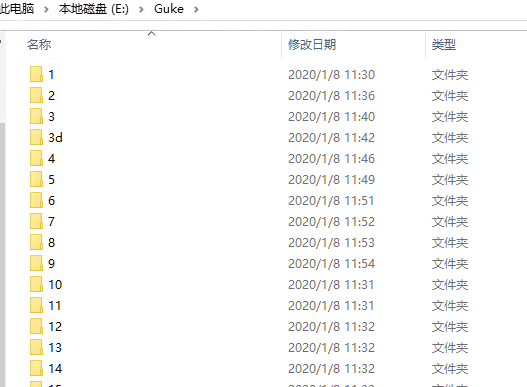 此电脑 > 本地磁盘 (E:) > Guke >
名称 修改日期 类型
1 2020/1/8 11:30 文件夹
2 2020/1/8 11:36 文件夹
3 2020/1/8 11:40 文件夹
3d 2020/1/8 11:42 文件夹
4 2020/1/8 11:46 文件夹
5 2020/1/8 11:49 文件夹
6 2020/1/8 11:51 文件夹
7 2020/1/8 11:52 文件夹
8 2020/1/8 11:53 文件夹
9 2020/1/8 11:54 文件夹
10 2020/1/8 11:31 文件夹
11 2020/1/8 11:31 文件夹
12 2020/1/8 11:32 文件夹
13 2020/1/8 11:32 文件夹
14 2020/1/8 11:32 文件夹